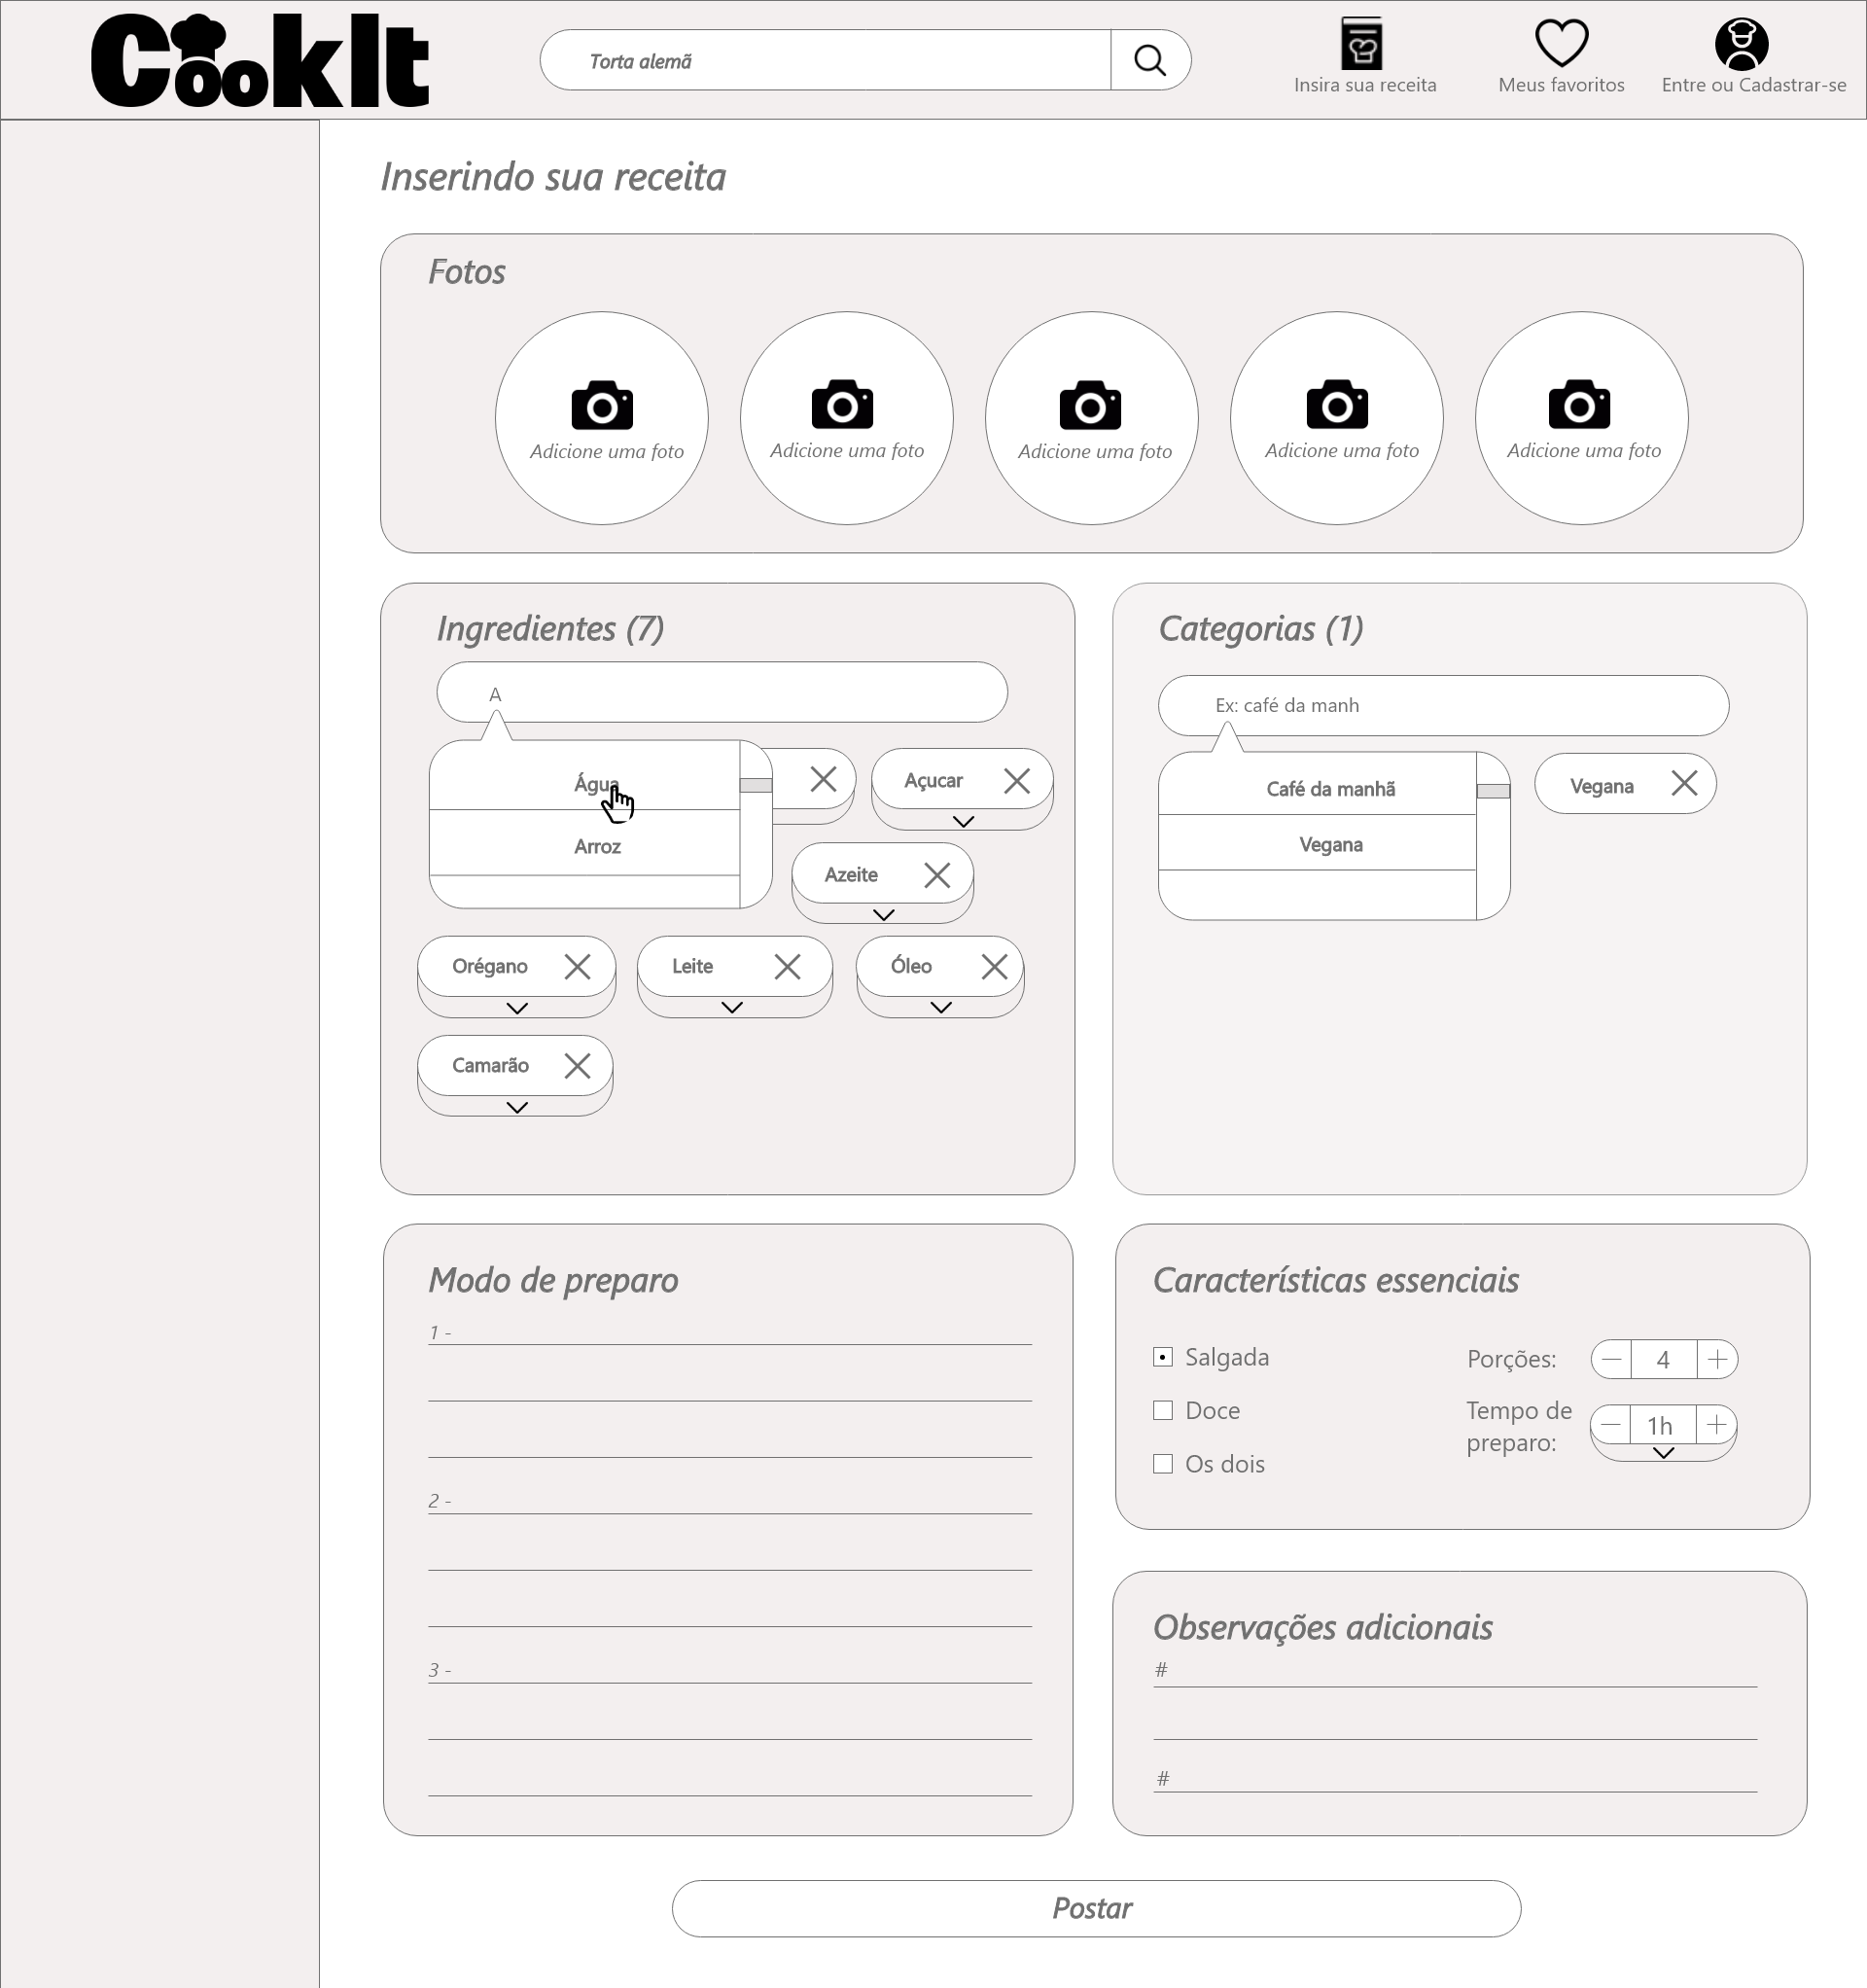 CookIt
Torta alemã
Insira sua receita
Meus favoritos
Entre ou Cadastrar-se
Inserindo sua receita
Fotos
Adicione uma foto
Adicione uma foto
Adicione uma foto
Adicione uma foto
Adicione uma foto
Ingredientes (7)
A
Água
Arroz
Açucar
Azeite
Orégano
Leite
Óleo
Camarão
Categorias (1)
Ex: café da manh
Café da manhã
Vegana
Vegana
Modo de preparo
1 -
2 -
3 -
Características essenciais
Salgada
Doce
Os dois
Porções:
4
Tempo de
preparo:
1h
Observações adicionais
#
#
Postar